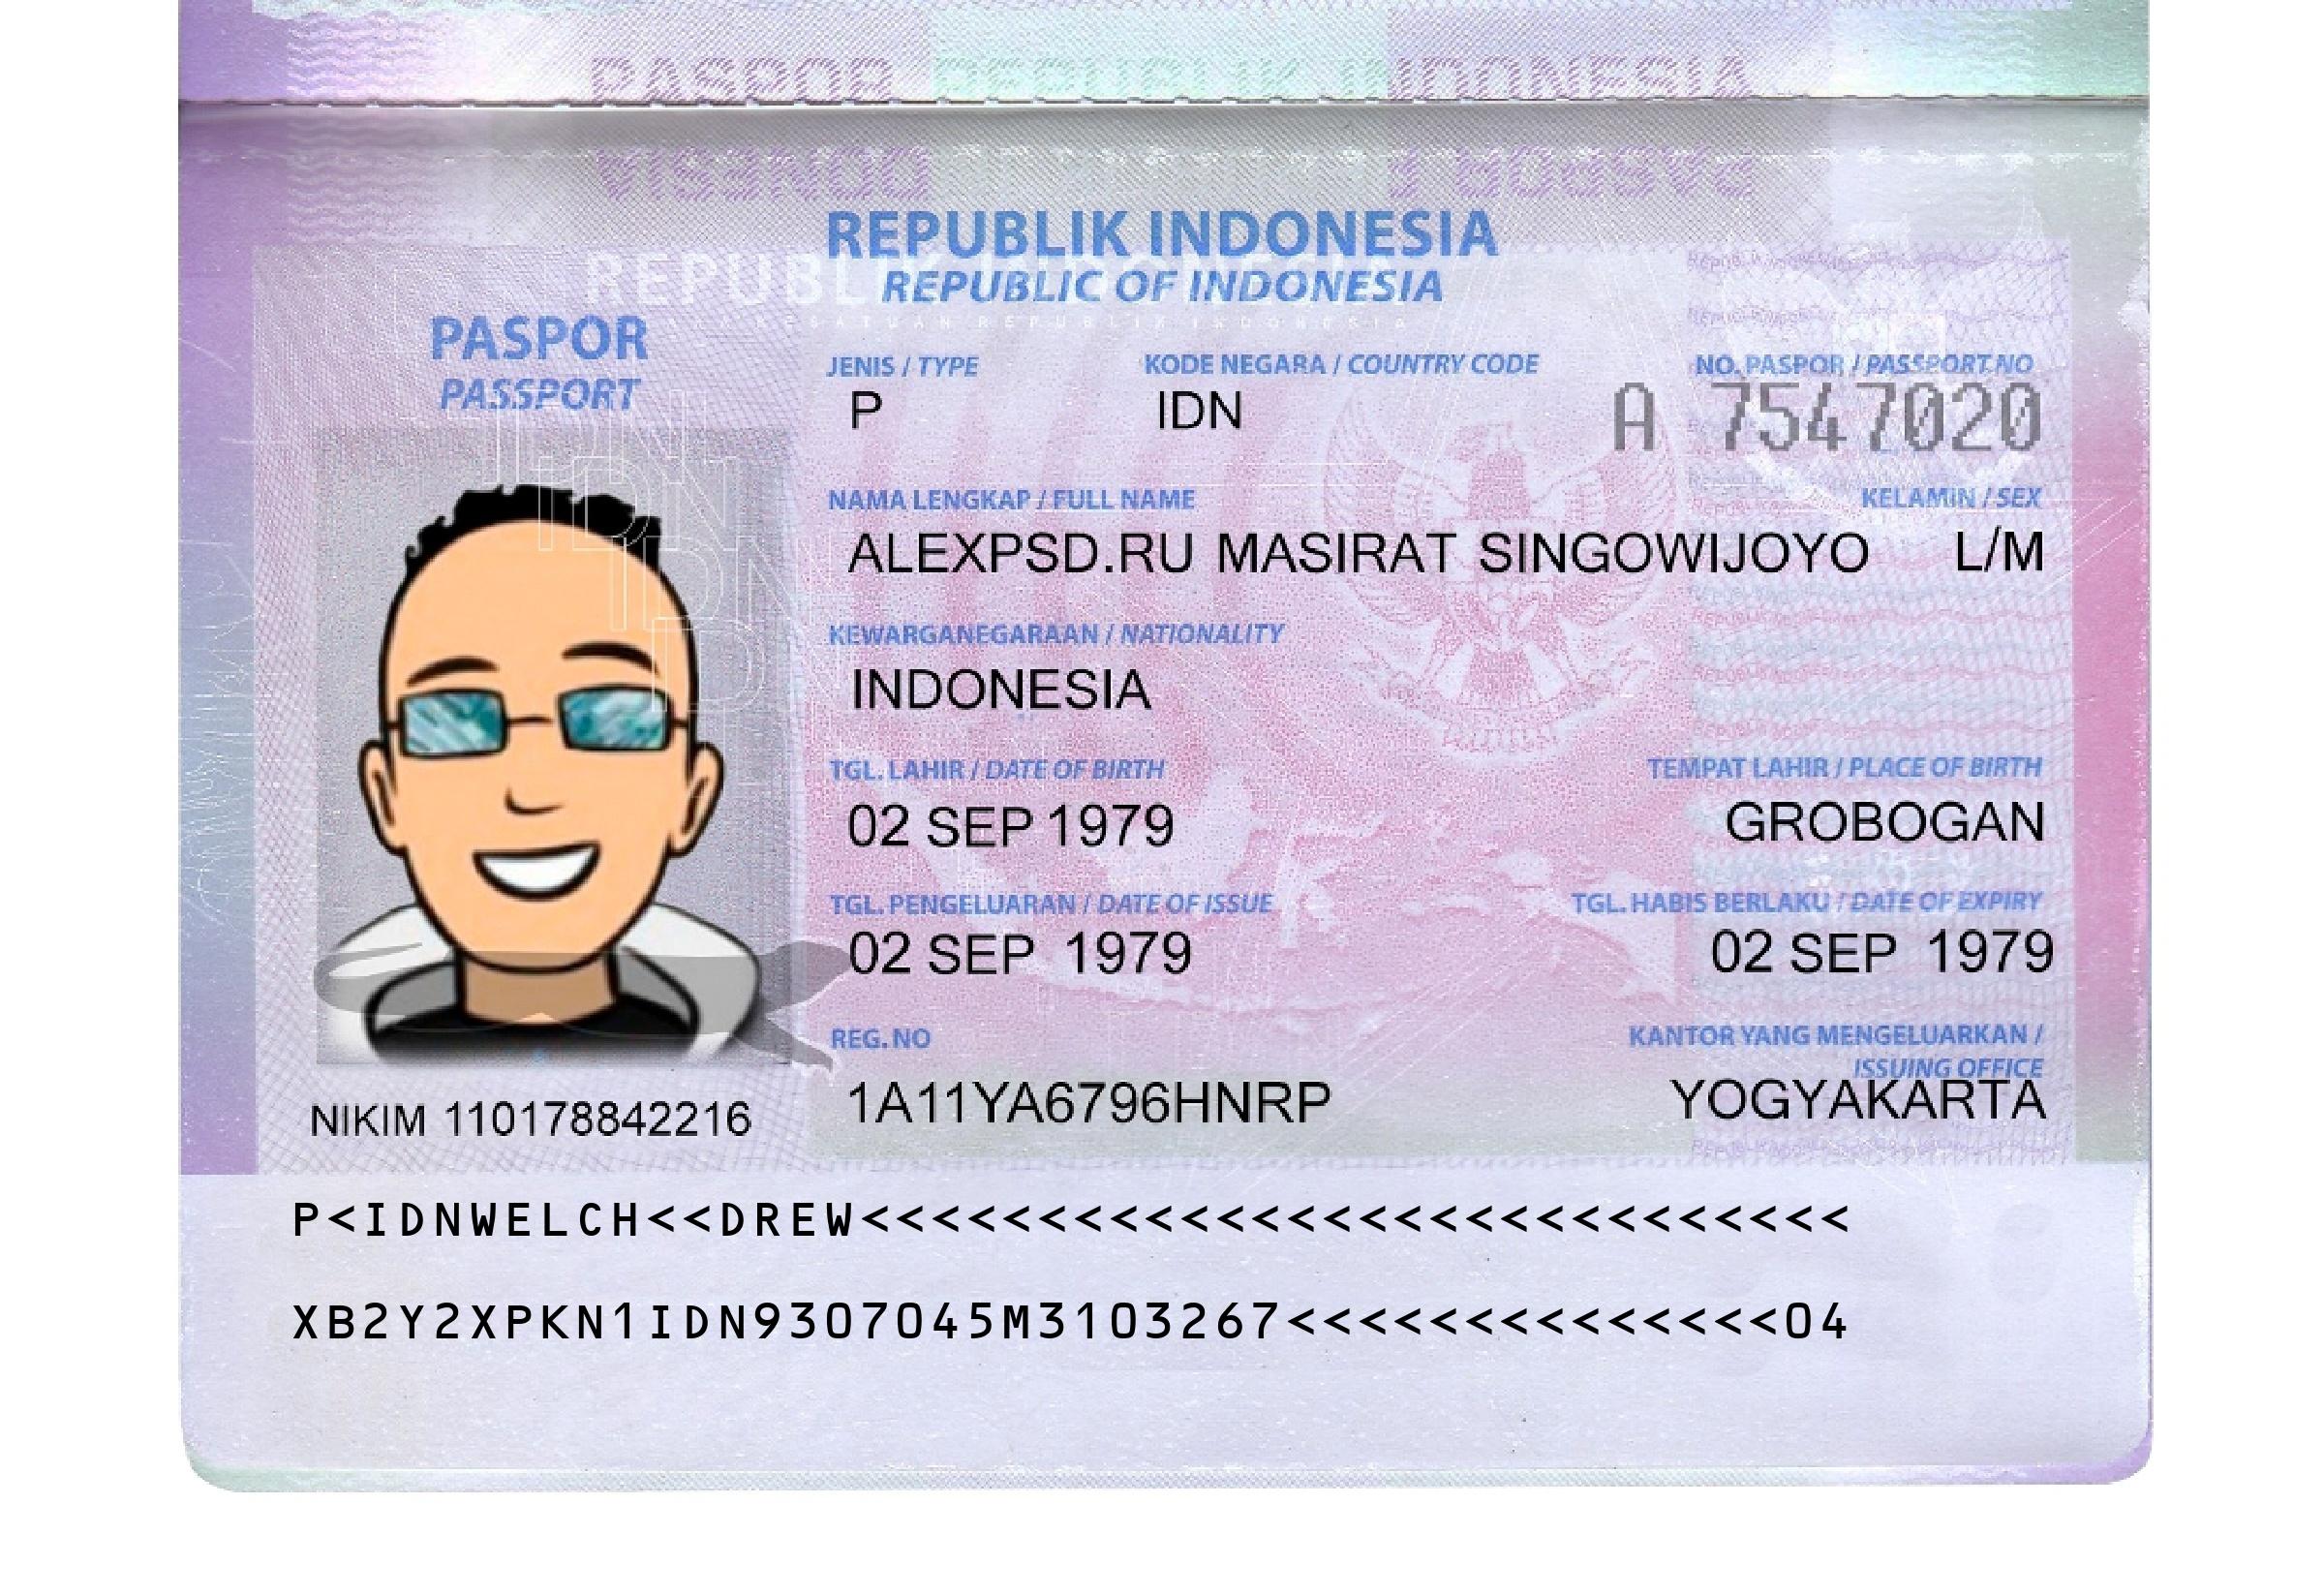 PASPOR REPUBLIK INDONESIA
REPUBLIK INDONESIA
REPUBLIC OF INDONESIA
PASPOR
PASSPORT
JENIS / TYPE KODE NEGARA / COUNTRY CODE NO. PASPOR / PASSPORT NO
P IDN A 7547020
NAMA LENGKAP / FULL NAME KELAMIN / SEX
ALEXPSD.RU MASIRAT SINGOWIJOYO L/M
KEWARGANEGARAAN / NATIONALITY
INDONESIA
TGL. LAHIR / DATE OF BIRTH TEMPAT LAHIR / PLACE OF BIRTH
02 SEP 1979 GROBOGAN
TGL. PENGELUARAN / DATE OF ISSUE TGL. HABIS BERLAKU / DATE OF EXPIRY
02 SEP 1979 02 SEP 1979
REG. NO KANTOR YANG MENGELUARKAN /
ISSUING OFFICE
1A11YA6796HNRP YOGYAKARTA
NIKIM 110178842216
P<IDNWELCH<<DREW<<<<<<<<<<<<<<<<<<<<<<<<<<<<
XB2Y2XPKN1IDN9307045M3103267<<<<<<<<<<<<<<04